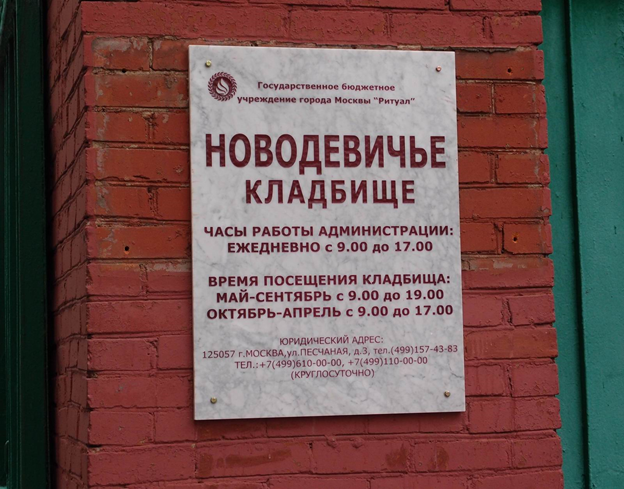 Государственное бюджетное
учреждение города Москвы "Ритуал"
НОВОДЕВИЧЬЕ
КЛАДБИЩЕ
ЧАСЫ РАБОТЫ АДМИНИСТРАЦИИ:
ЕЖЕДНЕВНО с 9.00 до 17.00
ВРЕМЯ ПОСЕЩЕНИЯ КЛАДБИЩА:
МАЙ-СЕНТЯБРЬ с 9.00 до 19.00
ОКТЯБРЬ-АПРЕЛЬ с 9.00 до 17.00
ЮРИДИЧЕСКИЙ АДРЕС:
125057 г.МОСКВА,ул.ПЕСЧАНАЯ, д.3, тел.(499)157-43-83
ТЕЛ.:+7(499)610-00-00, +7(499)110-00-00
(КРУГЛОСУТОЧНО)